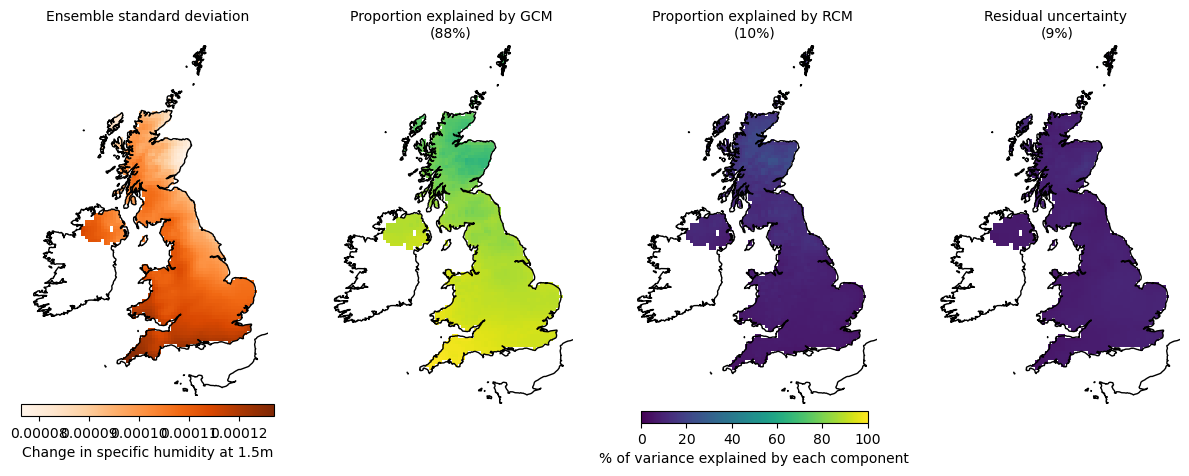 Ensemble standard deviation
Proportion explained by GCM
(88%)
Proportion explained by RCM
(10%)
Residual uncertainty
(9%)
0.00008 0.00009 0.00010 0.00011 0.00012
Change in specific humidity at 1.5m
0 20 40 60 80 100
% of variance explained by each component